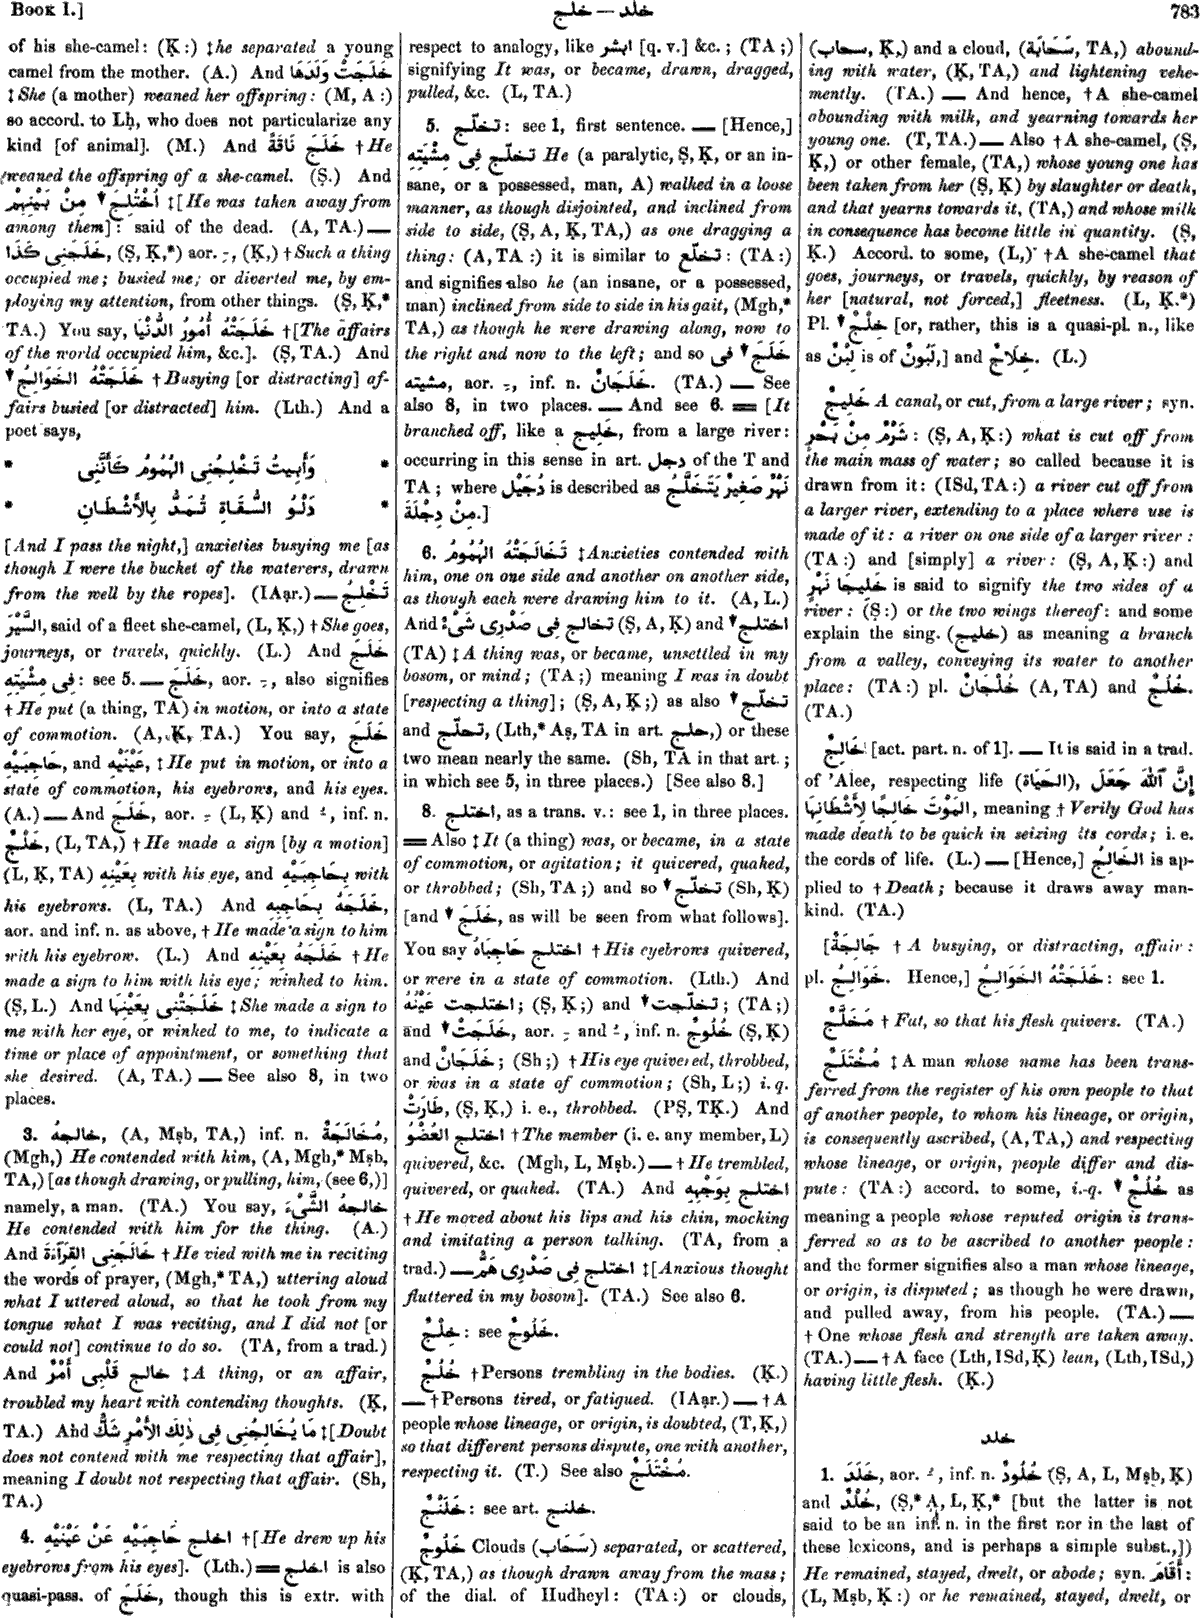 BOOK I.]
خلج — خلد
783
of his she-camel: (Ḳ:) ‡he separated a young
camel from the mother. (A.) And خَلَجَتْ وَلَدَهَا
‡She (a mother) weaned her offspring: (M, A:)
so accord. to Lḥ, who does not particularize any
kind [of animal]. (M.) And خَلَجَ نَاقَةً †He
weaned the offspring of a she-camel. (Ṣ.) And
اُخْتُلِجَ▼ مِنْ بَيْنِهِمْ ‡[He was taken away from
among them]: said of the dead. (A, TA.)—
خَلَجَنِى كَذَا, (Ṣ, Ḳ,*) aor. ـِ, (Ḳ,) †Such a thing
occupied me; busied me; or diverted me, by em-
ploying my attention, from other things. (Ṣ, Ḳ,*
TA.) You say, خَلَجَتْهُ أُمُورُ الدُّنْيَا †[The affairs
of the world occupied him, &c.]. (Ṣ, TA.) And
خَلَجَتْهُ الخَوَالِجُ▼ †Busying [or distracting] af-
fairs busied [or distracted] him. (Lth.) And a
poet says,
* وَأَبِيتُ تَخْلِجُنِى الهُمُومُ كَأَنَّنِى *
* دَلْوُ السُّقَاةِ تُمَدُّ بِالأَشْطَانِ *
[And I pass the night,] anxieties busying me [as
though I were the bucket of the waterers, drawn
from the well by the ropes]. (IAạr.)— تَخْلِجُ
السَّيْرَ, said of a fleet she-camel, (L, Ḳ,) †She goes,
journeys, or travels, quickly. (L.) And خَلَجَ
فِى مِشْيَتِهِ: see 5.—خَلَجَ, aor. ـِ, also signifies
†He put (a thing, TA) in motion, or into a state
of commotion. (A, Ḳ, TA.) You say, خَلَجَ
حَاجِبَيْهِ, and عَيْنَيْهِ, ‡He put in motion, or into a
state of commotion, his eyebrows, and his eyes.
(A.)—And خَلَجَ, aor. ـِ (L, Ḳ) and ـُ, inf. n.
خَلْجٌ, (L, TA,) †He made a sign [by a motion]
(L, Ḳ, TA) بِعَيْنِهِ with his eye, and بِحَاجِبَيْهِ with
his eyebrows. (L, TA.) And خَلَجَهُ بِحَاجِبِهِ,
aor. and inf. n. as above, †He made a sign to him
with his eyebrow. (L.) And خَلَجَهُ بِعَيْنِهِ †He
made a sign to him with his eye; winked to him.
(Ṣ, L.) And خَلَجَتْنِى بِعَيْنِهَا ‡She made a sign to
me with her eye, or winked to me, to indicate a
time or place of appointment, or something that
she desired. (A, TA.)—See also 8, in two
places.
3. خالجهُ, (A, Mṣb, TA,) inf. n. مُخَالَجَةٌ,
(Mgh,) He contended with him, (A, Mgh,* Mṣb,
TA,) [as though drawing, or pulling, him, (see 6,)]
namely, a man. (TA.) You say, خالجهُ الشَّىْءَ
He contended with him for the thing. (A.)
And خَالَجَنِى القِرَآءَةَ †He vied with me in reciting
the words of prayer, (Mgh,* TA,) uttering aloud
what I uttered aloud, so that he took from my
tongue what I was reciting, and I did not [or
could not] continue to do so. (TA, from a trad.)
And خالج قَلْبِى أَمْرٌ ‡A thing, or an affair,
troubled my heart with contending thoughts. (Ḳ,
TA.) And مَا يُخَالِجُنِى فِى ذٰلِكَ الأَمْرِ شَكٌّ ‡[Doubt
does not contend with me respecting that affair],
meaning I doubt not respecting that affair. (Sh,
TA.)
4. اخلج حَاجِبَيْهِ عَنْ عَيْنَيْهِ †[He drew up his
eyebrows from his eyes]. (Lth.)═اخلج is also
quasi-pass. of خَلَجَ, though this is extr. with
respect to analogy, like ابشر [q. v.] &c.; (TA;)
signifying It was, or became, drawn, dragged,
pulled, &c. (L, TA.)
5. تخلّج: see 1, first sentence.—[Hence,]
تخلّج فِى مِشْيَتِهِ He (a paralytic, Ṣ, Ḳ, or an in-
sane, or a possessed, man, A) walked in a loose
manner, as though disjointed, and inclined from
side to side, (Ṣ, A, Ḳ, TA,) as one dragging a
thing: (A, TA:) it is similar to تخلّع: (TA:)
and signifies also he (an insane, or a possessed,
man) inclined from side to side in his gait, (Mgh,*
TA,) as though he were drawing along, now to
the right and now to the left; and so خَلَجَ▼ فى
مشيته, aor. ـِ, inf. n. خَلَجَانٌ. (TA.)—See
also 8, in two places.—And see 6.═[It
branched off, like a خَلِيج, from a large river:
occurring in this sense in art. دجل of the T and
TA; where دُجَيْل is described as نَهْرٌ صَغِيرٌ يَتَخَلَّجُ
مِنْ دِجْلَةَ.]
6. تَخَالَجَتْهُ الهُمُومُ ‡Anxieties contended with
him, one on one side and another on another side,
as though each were drawing him to it. (A, L.)
And تخالج فِى صَدْرِى شَىْءٌ (Ṣ, A, Ḳ) and اختلج▼
(TA) ‡A thing was, or became, unsettled in my
bosom, or mind; (TA;) meaning I was in doubt
[respecting a thing]; (Ṣ, A, Ḳ;) as also تخلّج▼
and تحلّج, (Lth,* Aṣ, TA in art. حلج,) or these
two mean nearly the same. (Sh, TA in that art.;
in which see 5, in three places.) [See also 8.]
8. اختلج, as a trans. v.: see 1, in three places.
═Also ‡It (a thing) was, or became, in a state
of commotion, or agitation; it quivered, quaked,
or throbbed; (Sh, TA;) and so تخلّج▼ (Sh, Ḳ)
[and خَلَجَ▼, as will be seen from what follows].
You say اختلج حَاجِبَاهُ †His eyebrows quivered,
or were in a state of commotion. (Lth.) And
اختلجت عَيْنُهُ; (Ṣ, Ḳ;) and تخلّجت▼; (TA;)
and خَلَجَتْ▼, aor. ـِ and ـُ, inf. n. خُلُوجٌ (Ṣ, Ḳ)
and خَلَجَانٌ; (Sh;) †His eye quivered, throbbed,
or was in a state of commotion; (Sh, L;) i. q.
طَارَتْ, (Ṣ, Ḳ,) i. e., throbbed. (PṢ, TḲ.) And
اختلج العُضْوُ †The member (i. e. any member, L)
quivered, &c. (Mgh, L, Mṣb.)—†He trembled,
quivered, or quaked. (TA.) And اختلج بِوَجْهِهِ
†He moved about his lips and his chin, mocking
and imitating a person talking. (TA, from a
trad.)—اختلج فِى صَدْرِى هَمٌّ ‡[Anxious thought
fluttered in my bosom]. (TA.) See also 6.
خِلْجٌ: see خَلُوجٌ.
خُلُجٌ †Persons trembling in the bodies. (Ḳ.)
—†Persons tired, or fatigued. (IAạr.)—†A
people whose lineage, or origin, is doubted, (T, Ḳ,)
so that different persons dispute, one with another,
respecting it. (T.) See also مُخْتَلَجٌ.
خَلَنْجٌ: see art. خلنج.
خَلُوجٌ Clouds (سَحَاب) separated, or scattered,
(Ḳ, TA,) as though drawn away from the mass;
of the dial. of Hudheyl: (TA:) or clouds,
(سحاب, Ḳ,) and a cloud, (سَحَابَة, TA,) abound-
ing with water, (Ḳ, TA,) and lightening vehe-
mently. (TA.)—And hence, †A she-camel
abounding with milk, and yearning towards her
young one. (T, TA.)—Also †A she-camel, (Ṣ,
Ḳ,) or other female, (TA,) whose young one has
been taken from her (Ṣ, Ḳ) by slaughter or death,
and that yearns towards it, (TA,) and whose milk
in consequence has become little in quantity. (Ṣ,
Ḳ.) Accord. to some, (L,) †A she-camel that
goes, journeys, or travels, quickly, by reason of
her [natural, not forced,] fleetness. (L, Ḳ.*)
Pl. خِلْجٌ▼ [or, rather, this is a quasi-pl. n., like
as لِبْنٌ is of لَبُونٌ,] and خِلَاجٌ. (L.)
خَلِيجٌ A canal, or cut, from a large river; syn.
شَرْمٌ مِنْ بَحْرٍ: (Ṣ, A, Ḳ:) what is cut off from
the main mass of water; so called because it is
drawn from it: (ISd, TA:) a river cut off from
a larger river, extending to a place where use is
made of it: a river on one side of a larger river:
(TA:) and [simply] a river: (Ṣ, A, Ḳ:) and
خَلِيجَا نَهْرٍ is said to signify the two sides of a
river: (Ṣ:) or the two wings thereof: and some
explain the sing. (خليج) as meaning a branch
from a valley, conveying its water to another
place: (TA:) pl. خُلْجَانٌ (A, TA) and خُلُجٌ.
(TA.)
خَالِجٌ [act. part. n. of 1].—It is said in a trad.
of 'Alee, respecting life (الحَيَاة), إِنَّ ٱللّٰهَ جَعَلَ
المَوْتَ خَالِجًا لِأَشْطَانِهَا, meaning †Verily God has
made death to be quick in seizing its cords; i. e.
the cords of life. (L.)—[Hence,] الخَالِجُ is ap-
plied to †Death; because it draws away man-
kind. (TA.)
[خَالِجَةٌ †A busying, or distracting, affair:
pl. خَوَالِجُ. Hence,] خَلَجَتْهُ الخَوَالِجُ: see 1.
مُخَلَّجٌ †Fat, so that his flesh quivers. (TA.)
مُخْتَلَجٌ ‡A man whose name has been trans-
ferred from the register of his own people to that
of another people, to whom his lineage, or origin,
is consequently ascribed, (A, TA,) and respecting
whose lineage, or origin, people differ and dis-
pute: (TA:) accord. to some, i. q. خُلُجٌ▼ as
meaning a people whose reputed origin is trans-
ferred so as to be ascribed to another people:
and the former signifies also a man whose lineage,
or origin, is disputed; as though he were drawn,
and pulled away, from his people. (TA.)—
†One whose flesh and strength are taken away.
(TA.)—†A face (Lth, ISd, Ḳ) lean, (Lth, ISd,)
having little flesh. (Ḳ.)
خلد
1. خَلَدَ, aor. ـُ, inf. n. خُلُودٌ (Ṣ, A, L, Mṣb, Ḳ)
and خُلْدٌ, (Ṣ,* A, L, Ḳ,* [but the latter is not
said to be an inf. n. in the first nor in the last of
these lexicons, and is perhaps a simple subst.,])
He remained, stayed, dwelt, or abode; syn. أَقَامَ:
(L, Mṣb, Ḳ:) or he remained, stayed, dwelt, or